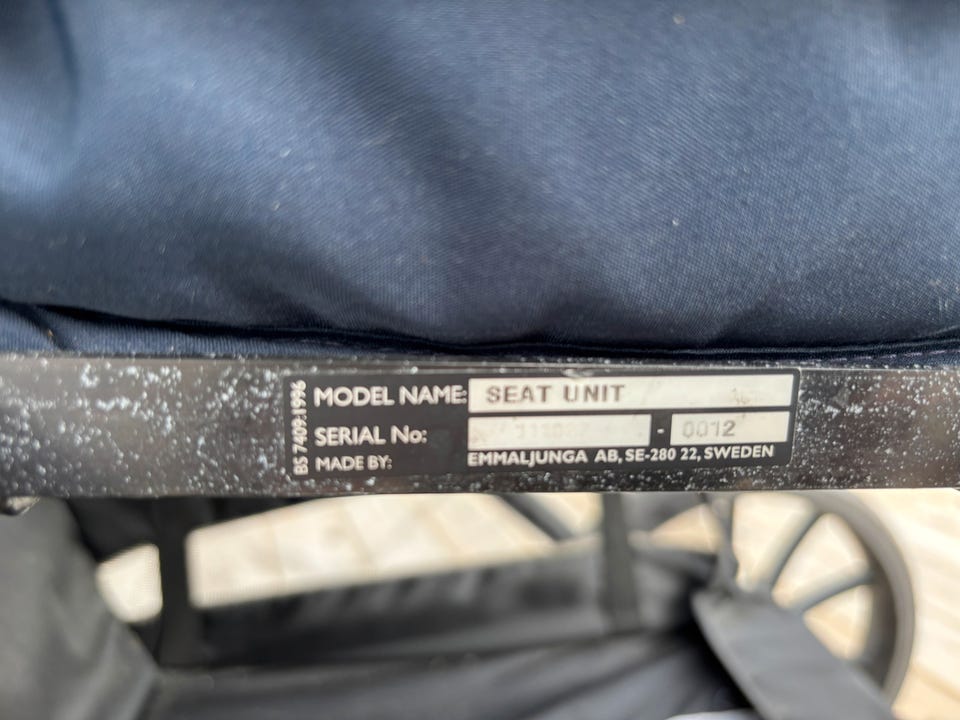 BS 7409:1996
MODEL NAME: SEAT UNIT
SERIAL No: - 0012
MADE BY: EMMALJUNGA AB, SE-280 22, SWEDEN